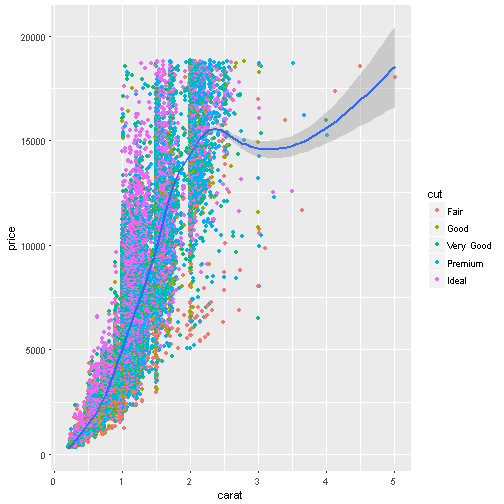 20000
15000
10000
5000
0
price
0
1
2
3
4
5
carat
cut
Fair
Good
Very Good
Premium
Ideal